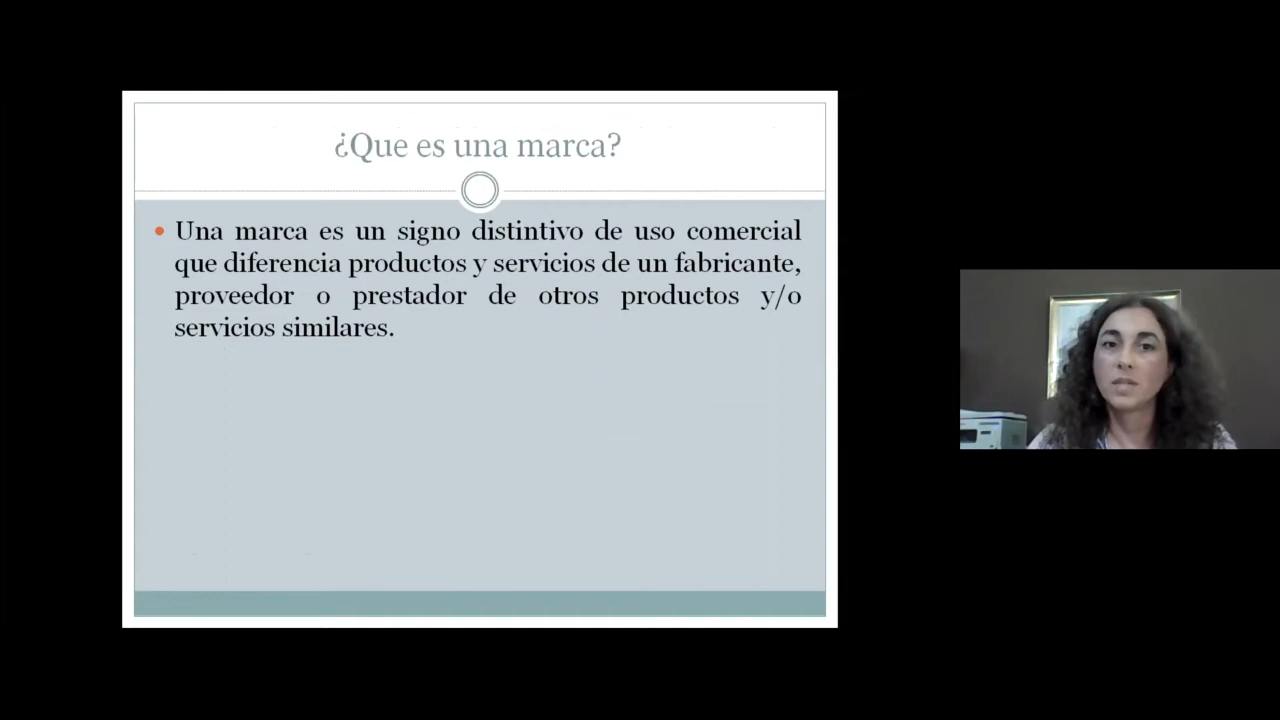 ¿Que es una marca?
• Una marca es un signo distintivo de uso comercial
que diferencia productos y servicios de un fabricante,
proveedor o prestador de otros productos y/o
servicios similares.